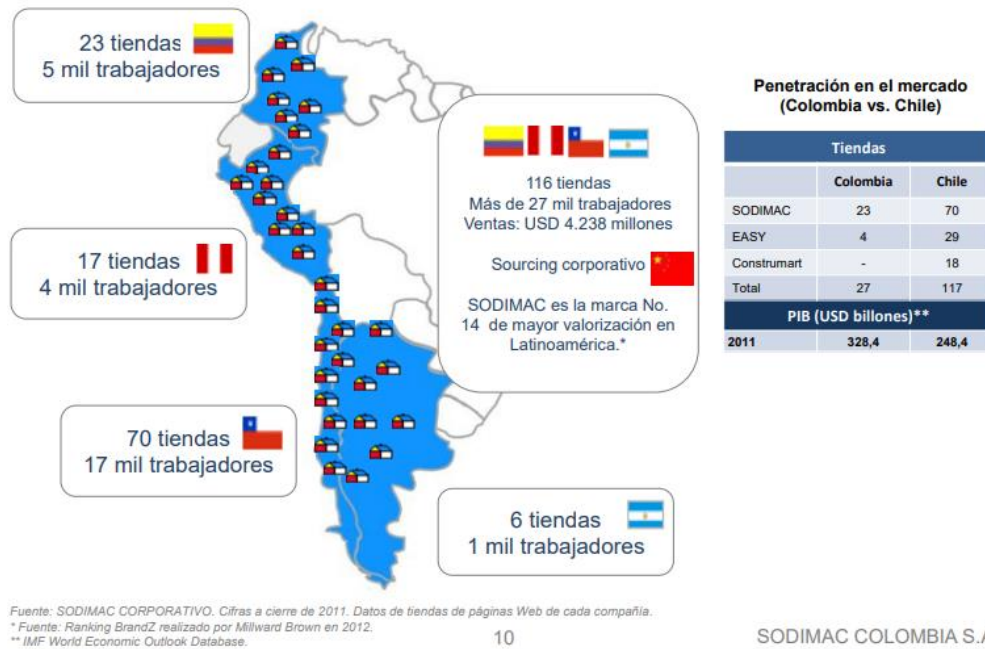 23 tiendas
5 mil trabajadores
17 tiendas
4 mil trabajadores
70 tiendas
17 mil trabajadores
6 tiendas
1 mil trabajadores
116 tiendas
Más de 27 mil trabajadores
Ventas: USD 4.238 millones
Sourcing corporativo
SODIMAC es la marca No.
14 de mayor valorización en
Latinoamérica.*
Penetración en el mercado
(Colombia vs. Chile)
Tiendas
Colombia Chile
SODIMAC 23 70
EASY 4 29
Construmart - 18
Total 27 117
PIB (USD billones)**
2011 328,4 248,4
Fuente: SODIMAC CORPORATIVO. Cifras a cierre de 2011. Datos de tiendas de páginas Web de cada compañía.
* Fuente: Ranking BrandZ realizado por Millward Brown en 2012.
** IMF World Economic Outlook Database.
10
SODIMAC COLOMBIA S.A